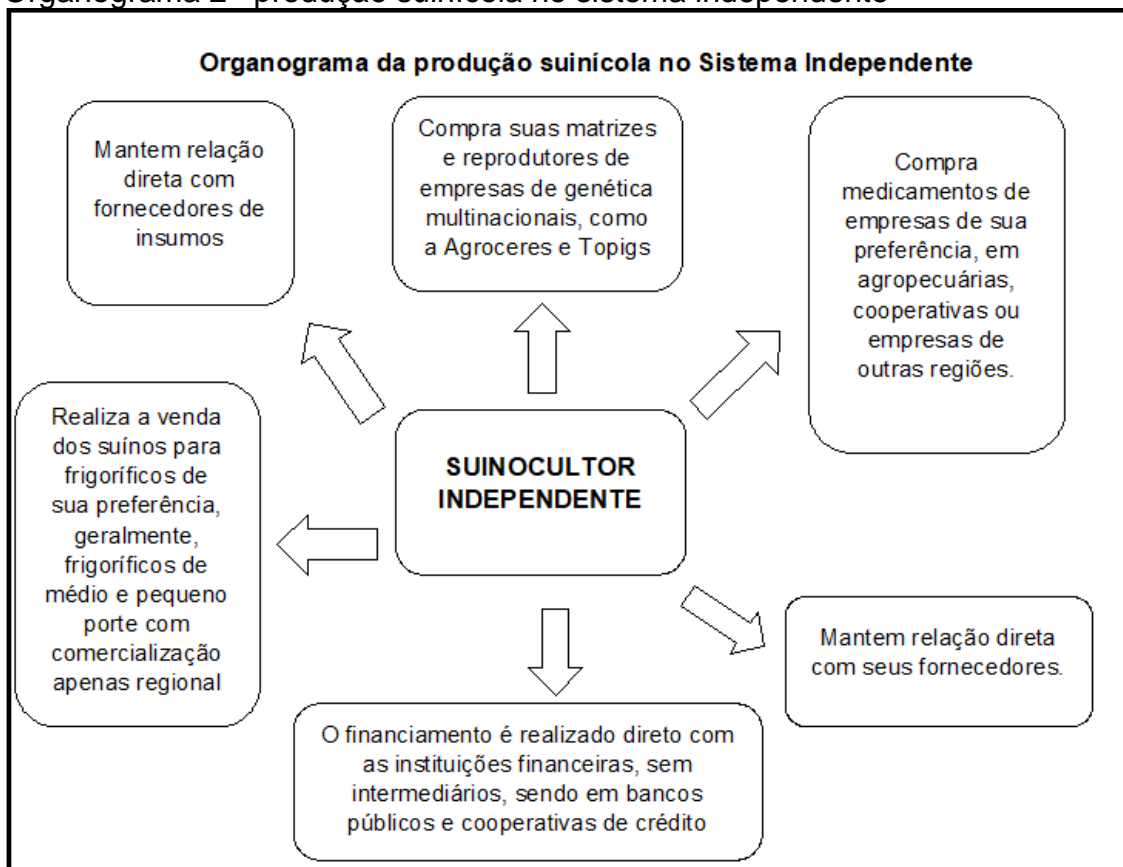 Organograma 2 - produção suinícola no sistema independente
Organograma da produção suinícola no Sistema Independente
Mantem relação
direta com
fornecedores de
insumos
Compra suas matrizes
e reprodutores de
empresas de genética
multinacionais, como
a Agroceres e Topigs
Compra
medicamentos de
empresas de sua
preferência, em
agropecuárias,
cooperativas ou
empresas de
outras regiões.
Realiza a venda
dos suínos para
frigoríficos de
sua preferência,
geralmente,
frigoríficos de
médio e pequeno
porte com
comercialização
apenas regional
SUINOCULTOR
INDEPENDENTE
Mantem relação direta
com seus fornecedores.
O financiamento é realizado direto com
as instituições financeiras, sem
intermediários, sendo em bancos
públicos e cooperativas de crédito